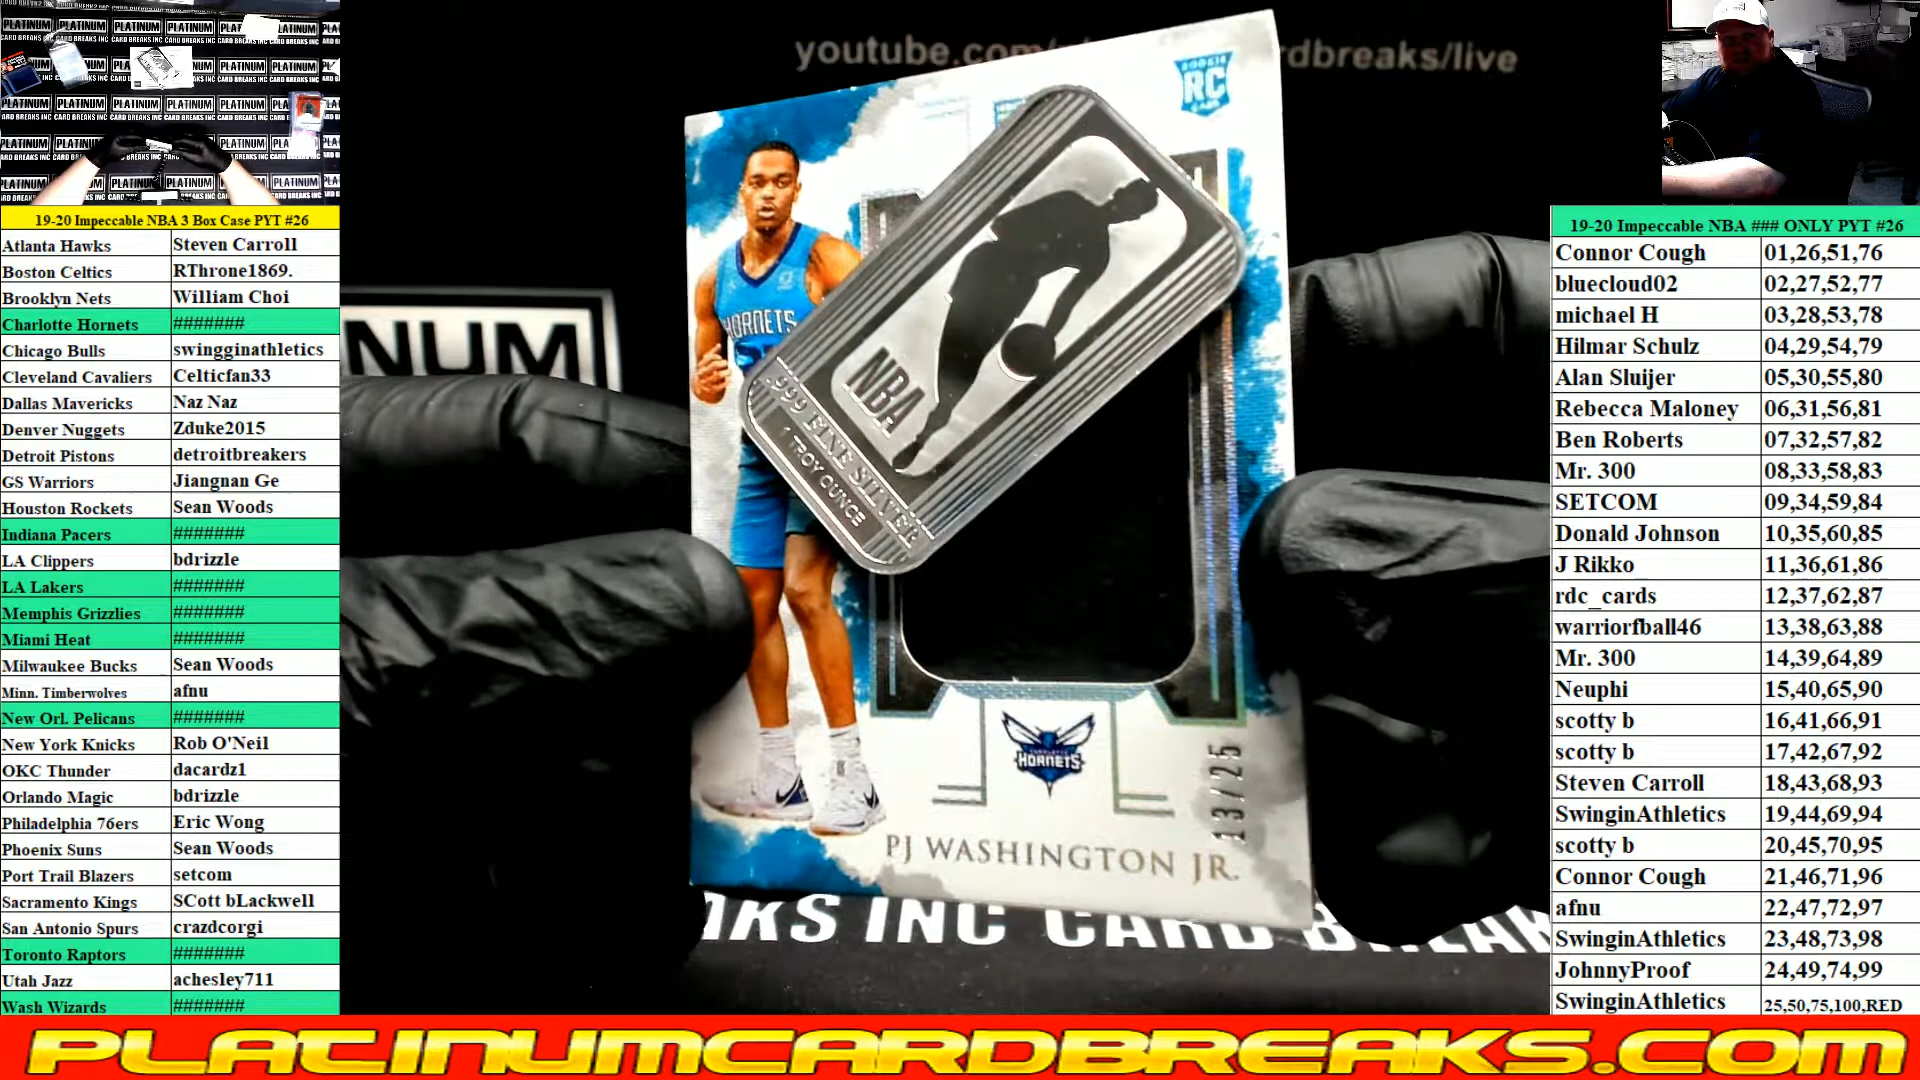 youtube.com/
dbreaks/live
ROOKIE
RC
CARD
HORNETS
NBA
.999 FINE SILVER
1 TROY OUNCE
HORNETS
13/25
PJ WASHINGTON JR.
NUM
AKS INC CARD BREAK
PLATINUM
CARD BREAKS INC
19-20 Impeccable NBA 3 Box Case PYT #26
Atlanta Hawks Steven Carroll
Boston Celtics RThrone1869.
Brooklyn Nets William Choi
Charlotte Hornets #######
Chicago Bulls swingginathletics
Cleveland Cavaliers Celticfan33
Dallas Mavericks Naz Naz
Denver Nuggets Zduke2015
Detroit Pistons detroitbreakers
GS Warriors Jiangnan Ge
Houston Rockets Sean Woods
Indiana Pacers #######
LA Clippers bdrizzle
LA Lakers #######
Memphis Grizzlies #######
Miami Heat #######
Milwaukee Bucks Sean Woods
Minn. Timberwolves afnu
New Orl. Pelicans #######
New York Knicks Rob O'Neil
OKC Thunder dacardz1
Orlando Magic bdrizzle
Philadelphia 76ers Eric Wong
Phoenix Suns Sean Woods
Port Trail Blazers setcom
Sacramento Kings SCott bLackwell
San Antonio Spurs crazdcorgi
Toronto Raptors #######
Utah Jazz achesley711
Wash Wizards #######
19-20 Impeccable NBA ### ONLY PYT #26
Connor Cough 01,26,51,76
bluecloud02 02,27,52,77
michael H 03,28,53,78
Hilmar Schulz 04,29,54,79
Alan Sluijer 05,30,55,80
Rebecca Maloney 06,31,56,81
Ben Roberts 07,32,57,82
Mr. 300 08,33,58,83
SETCOM 09,34,59,84
Donald Johnson 10,35,60,85
J Rikko 11,36,61,86
rdc_cards 12,37,62,87
warriorfball46 13,38,63,88
Mr. 300 14,39,64,89
Neuphi 15,40,65,90
scotty b 16,41,66,91
scotty b 17,42,67,92
Steven Carroll 18,43,68,93
SwinginAthletics 19,44,69,94
scotty b 20,45,70,95
Connor Cough 21,46,71,96
afnu 22,47,72,97
SwinginAthletics 23,48,73,98
JohnnyProof 24,49,74,99
SwinginAthletics 25,50,75,100,RED
PLATINUMCARDBREAKS.COM